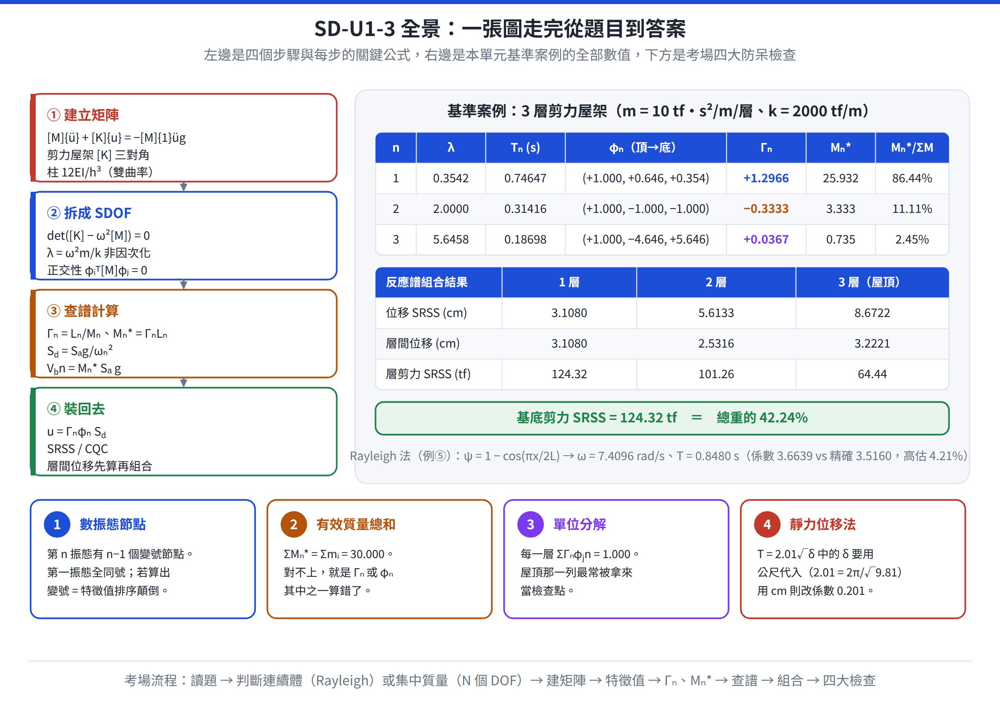 SD-U1-3 全景：一張圖走完從題目到答案
左邊是四個步驟與每步的關鍵公式，右邊是本單元基準案例的全部數值，下方是考場四大防呆檢查
① 建立矩陣
[M]{ü} + [K]{u} = −[M]{1}üg
剪力屋架 [K] 三對角
柱 12EI/h³（雙曲率）
② 拆成 SDOF
det([K] − ω²[M]) = 0
λ = ω²m/k 非因次化
正交性 ϕᵢᵀ[M]ϕⱼ = 0
③ 查譜計算
Γₙ = Lₙ/Mₙ、Mₙ* = ΓₙLₙ
S_d = Sₐg/ωₙ²
V_bn = Mₙ* Sₐ g
④ 裝回去
u = Γₙϕₙ S_d
SRSS / CQC
層間位移先算再組合
基準案例：3 層剪力屋架（m = 10 tf・s²/m/層、k = 2000 tf/m）
n λ Tₙ (s) ϕₙ（頂→底） Γₙ Mₙ* Mₙ*/ΣM
1 0.3542 0.74647 (+1.000, +0.646, +0.354) +1.2966 25.932 86.44%
2 2.0000 0.31416 (+1.000, −1.000, −1.000) −0.3333 3.333 11.11%
3 5.6458 0.18698 (+1.000, −4.646, +5.646) +0.0367 0.735 2.45%
反應譜組合結果 1 層 2 層 3 層（屋頂）
位移 SRSS (cm) 3.1080 5.6133 8.6722
層間位移 (cm) 3.1080 2.5316 3.2221
層剪力 SRSS (tf) 124.32 101.26 64.44
基底剪力 SRSS = 124.32 tf ＝ 總重的 42.24%
Rayleigh 法（例⑤）：ψ = 1 − cos(πx/2L) → ω = 7.4096 rad/s、T = 0.8480 s（係數 3.6639 vs 精確 3.5160，高估 4.21%）
1 數振態節點
第 n 振態有 n−1 個變號節點。
第一振態全同號；若算出
變號 = 特徵值排序顛倒。
2 有效質量總和
ΣMₙ* = Σmᵢ = 30.000。
對不上，就是 Γₙ 或 ϕₙ
其中之一算錯了。
3 單位分解
每一層 ΣΓₙϕⱼn = 1.000。
屋頂那一列最常被拿來
當檢查點。
4 靜力位移法
T = 2.01√δ 中的 δ 要用
公尺代入（2.01 = 2π/√9.81）
用 cm 則改係數 0.201。
考場流程：讀題 → 判斷連續體（Rayleigh）或集中質量（N 個 DOF）→ 建矩陣 → 特徵值 → Γₙ、Mₙ* → 查譜 → 組合 → 四大檢查